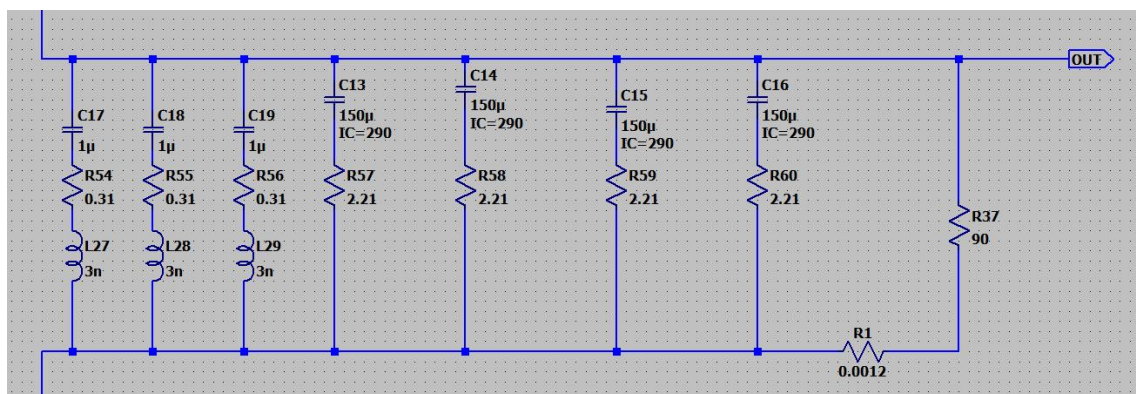 OUT
C17
1µ
R54
0.31
L27
3n
C18
1µ
R55
0.31
L28
3n
C19
1µ
R56
0.31
L29
3n
C13
150µ
IC=290
R57
2.21
C14
150µ
IC=290
R58
2.21
C15
150µ
IC=290
R59
2.21
C16
150µ
IC=290
R60
2.21
R37
90
R1
0.0012